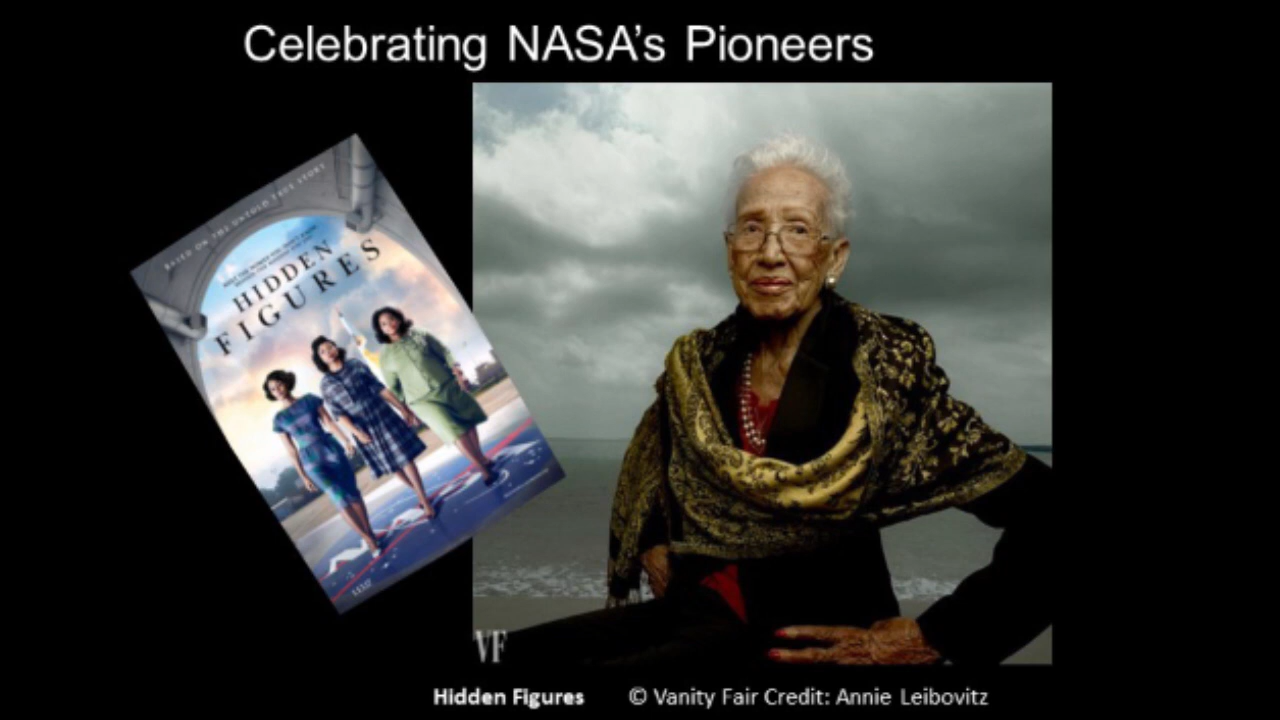 Celebrating NASA's Pioneers
BASED ON THE UNTOLD TRUE STORY
HIDDEN
FIGURES
VF
Hidden Figures © Vanity Fair Credit: Annie Leibovitz